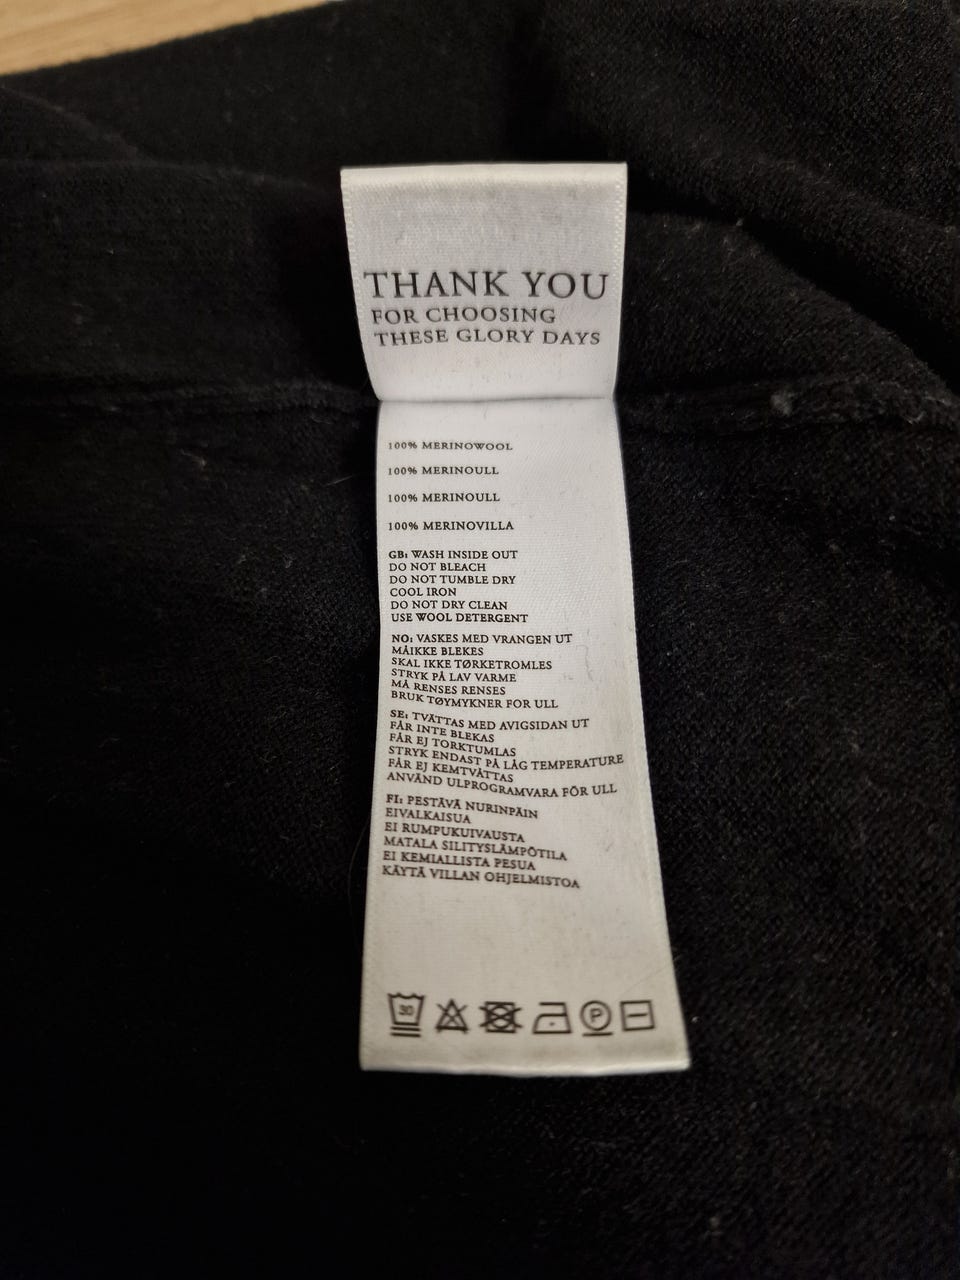 THANK YOU
FOR CHOOSING
THESE GLORY DAYS
100% MERINOWOOL
100% MERINOULL
100% MERINOULL
100% MERINOVILLA
GB: WASH INSIDE OUT
DO NOT BLEACH
DO NOT TUMBLE DRY
COOL IRON
DO NOT DRY CLEAN
USE WOOL DETERGENT
NO: VASKES MED VRANGEN UT
MÅIKKE BLEKES
SKAL IKKE TØRKETROMLES
STRYK PÅ LAV VARME
MÅ RENSES RENSES
BRUK TØYMYKNER FOR ULL
SE: TVÄTTAS MED AVIGSIDAN UT
FÅR INTE BLEKAS
FÅR EJ TORKTUMLAS
STRYK ENDAST PÅ LÅG TEMPERATURE
FÅR EJ KEMTVÄTTAS
ANVÄND ULPROGRAMVARA FÖR ULL
FI: PESTÄVÄ NURINPÄIN
EIVALKAISUA
EI RUMPUKUIVAUSTA
MATALA SILITYSLÄMPÖTILA
EI KEMIALLISTA PESUA
KÄYTÄ VILLAN OHJELMISTOA
30 P